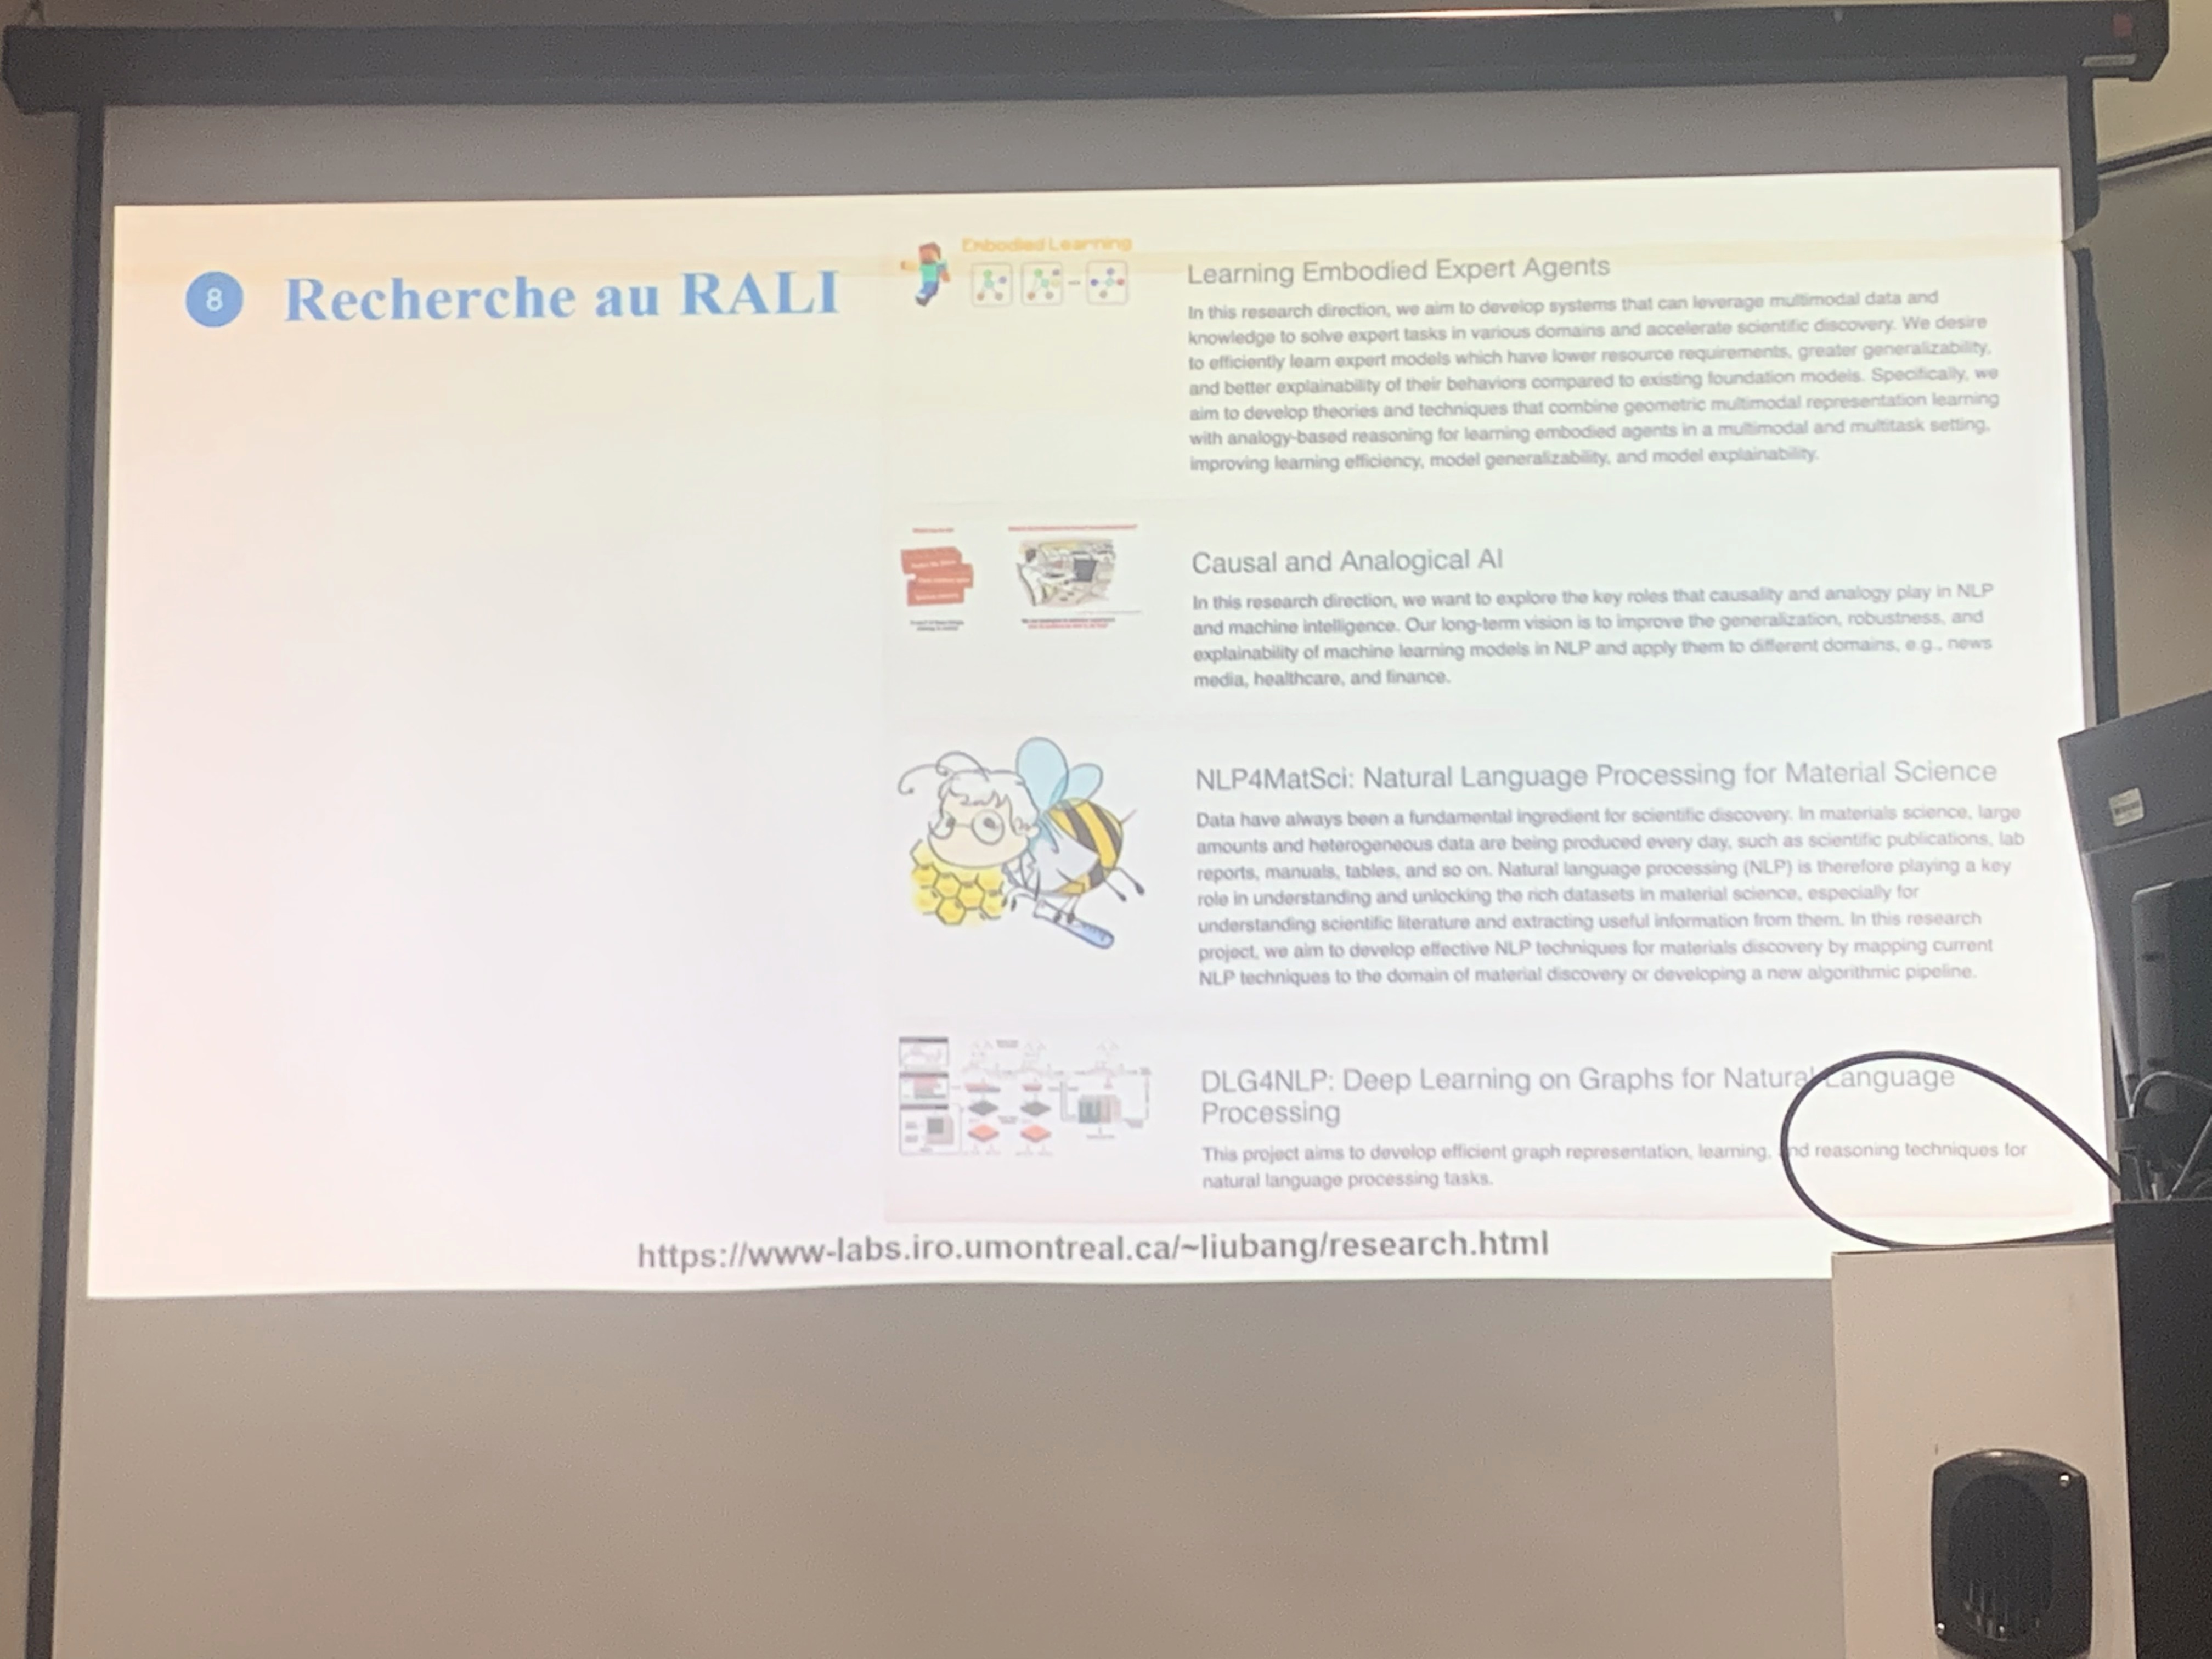 8 Recherche au RALI
Enbodied Learning
Learning Embodied Expert Agents
In this research direction, we aim to develop systems that can leverage multimodal data and
knowledge to solve expert tasks in various domains and accelerate scientific discovery. We desire
to efficiently learn expert models which have lower resource requirements, greater generalizability,
and better explainability of their behaviors compared to existing foundation models. Specifically, we
aim to develop theories and techniques that combine geometric multimodal representation learning
with analogy-based reasoning for learning embodied agents in a multimodal and multitask setting,
improving learning efficiency, model generalizability, and model explainability.
Causal and Analogical AI
In this research direction, we want to explore the key roles that causality and analogy play in NLP
and machine intelligence. Our long-term vision is to improve the generalization, robustness, and
explainability of machine learning models in NLP and apply them to different domains, e.g., news
media, healthcare, and finance.
NLP4MatSci: Natural Language Processing for Material Science
Data have always been a fundamental ingredient for scientific discovery. In materials science, large
amounts and heterogeneous data are being produced every day, such as scientific publications, lab
reports, manuals, tables, and so on. Natural language processing (NLP) is therefore playing a key
role in understanding and unlocking the rich datasets in material science, especially for
understanding scientific literature and extracting useful information from them. In this research
project, we aim to develop effective NLP techniques for materials discovery by mapping current
NLP techniques to the domain of material discovery or developing a new algorithmic pipeline.
DLG4NLP: Deep Learning on Graphs for Natural Language
Processing
This project aims to develop efficient graph representation, learning, and reasoning techniques for
natural language processing tasks.
https://www-labs.iro.umontreal.ca/~liubang/research.html